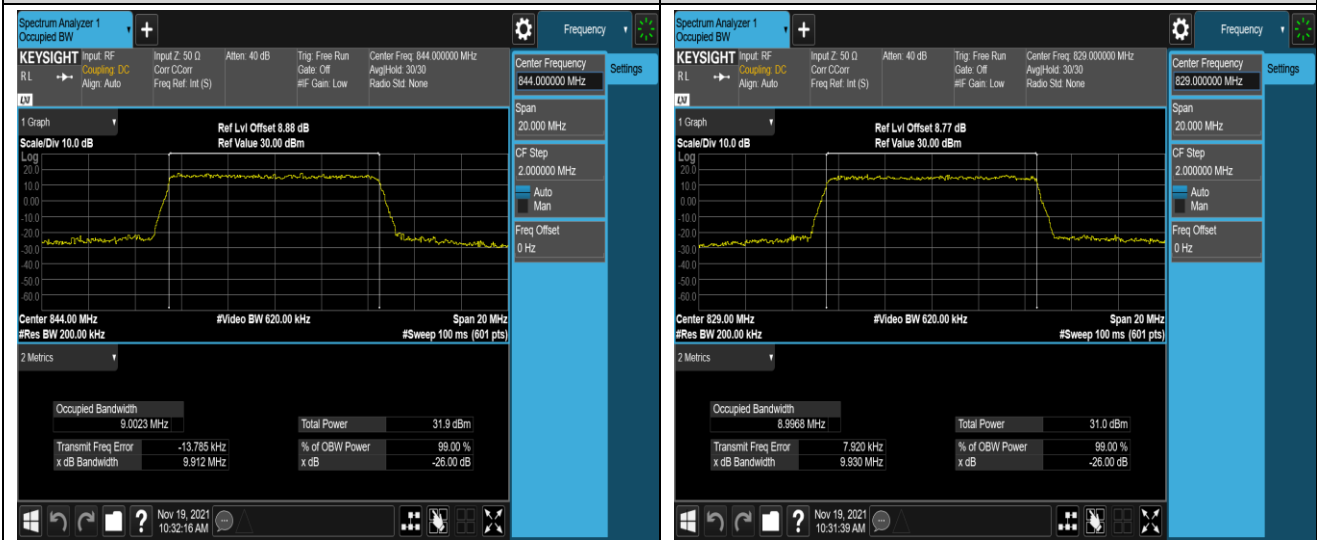 Spectrum Analyzer 1
Occupied BW
Frequency
KEYSIGHT
RL
LXI
Input: RF
Coupling: DC
Align: Auto
Input Z: 50 Ω
Corr CCorr
Freq Ref: Int (S)
Atten: 40 dB
Trig: Free Run
Gate: Off
#IF Gain: Low
Center Freq: 844.000000 MHz
Avg|Hold: 30/30
Radio Std: None
Center Frequency
844.000000 MHz
Settings
Span
20.000 MHz
CF Step
2.000000 MHz
Auto
Man
Freq Offset
0 Hz
1 Graph
Scale/Div 10.0 dB
Ref Lvl Offset 8.88 dB
Ref Value 30.00 dBm
Log
20.0
10.0
0.00
-10.0
-20.0
-30.0
-40.0
-50.0
-60.0
Center 844.00 MHz
#Video BW 620.00 kHz
Span 20 MHz
#Res BW 200.00 kHz
#Sweep 100 ms (601 pts)
2 Metrics
Occupied Bandwidth
9.0023 MHz
Total Power 31.9 dBm
Transmit Freq Error -13.785 kHz
% of OBW Power 99.00 %
x dB Bandwidth 9.912 MHz
x dB -26.00 dB
?
Nov 19, 2021
10:32:16 AM
Spectrum Analyzer 1
Occupied BW
Frequency
KEYSIGHT
RL
LXI
Input: RF
Coupling: DC
Align: Auto
Input Z: 50 Ω
Corr CCorr
Freq Ref: Int (S)
Atten: 40 dB
Trig: Free Run
Gate: Off
#IF Gain: Low
Center Freq: 829.000000 MHz
Avg|Hold: 30/30
Radio Std: None
Center Frequency
829.000000 MHz
Settings
Span
20.000 MHz
CF Step
2.000000 MHz
Auto
Man
Freq Offset
0 Hz
1 Graph
Scale/Div 10.0 dB
Ref Lvl Offset 8.77 dB
Ref Value 30.00 dBm
Log
20.0
10.0
0.00
-10.0
-20.0
-30.0
-40.0
-50.0
-60.0
Center 829.00 MHz
#Video BW 620.00 kHz
Span 20 MHz
#Res BW 200.00 kHz
#Sweep 100 ms (601 pts)
2 Metrics
Occupied Bandwidth
8.9968 MHz
Total Power 31.0 dBm
Transmit Freq Error 7.920 kHz
% of OBW Power 99.00 %
x dB Bandwidth 9.930 MHz
x dB -26.00 dB
?
Nov 19, 2021
10:31:39 AM